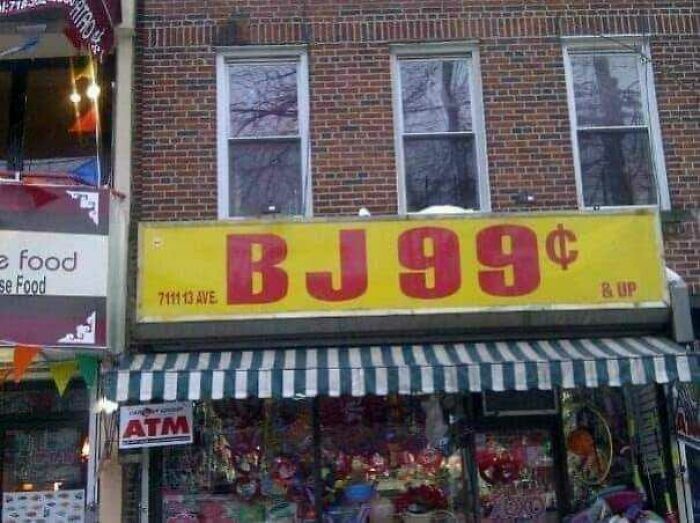 e food
se Food
BJ 99¢
7111 13 AVE.
& UP
ATM